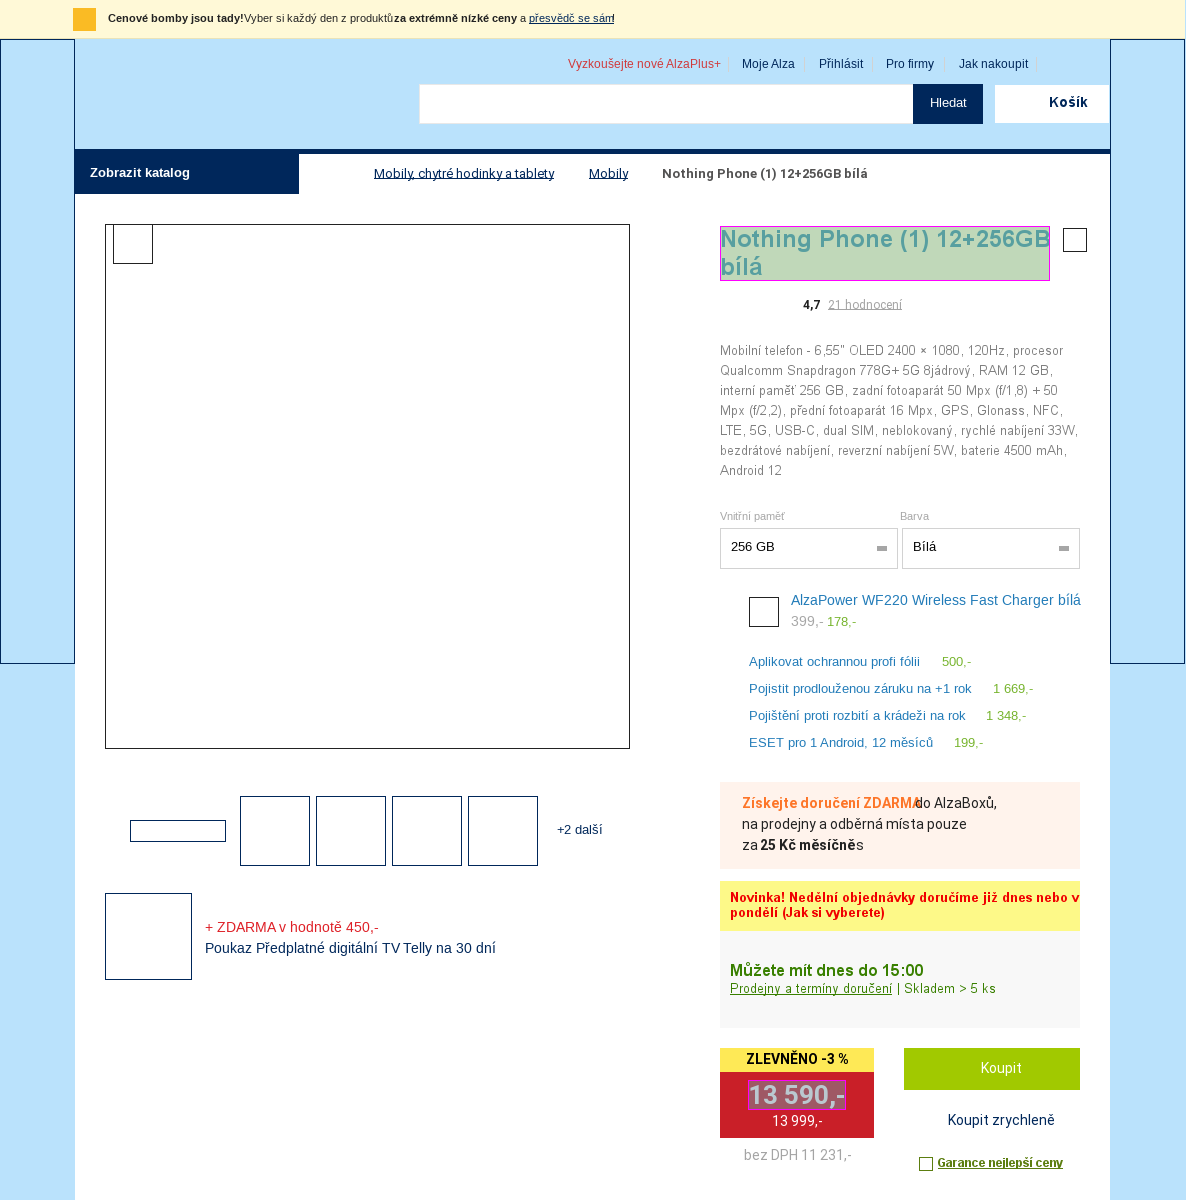 Cenové bomby jsou tady! Vyber si každý den z produktů za extrémně nízké ceny a přesvědč se sám!
Vyzkoušejte nové AlzaPlus+ Moje Alza Přihlásit Pro firmy Jak nakoupit
Hledat Košík
Zobrazit katalog Mobily, chytré hodinky a tablety Mobily Nothing Phone (1) 12+256GB bílá
Nothing Phone (1) 12+256GB
bílá
4,7 21 hodnocení
Mobilní telefon - 6,55" OLED 2400 × 1080, 120Hz, procesor
Qualcomm Snapdragon 778G+ 5G 8jádrový, RAM 12 GB,
interní paměť 256 GB, zadní fotoaparát 50 Mpx (f/1,8) + 50
Mpx (f/2,2), přední fotoaparát 16 Mpx, GPS, Glonass, NFC,
LTE, 5G, USB-C, dual SIM, neblokovaný, rychlé nabíjení 33W,
bezdrátové nabíjení, reverzní nabíjení 5W, baterie 4500 mAh,
Android 12
Vnitřní paměť Barva
256 GB Bílá
AlzaPower WF220 Wireless Fast Charger bílá
399,- 178,-
Aplikovat ochrannou profi fólii 500,-
Pojistit prodlouženou záruku na +1 rok 1 669,-
Pojištění proti rozbití a krádeži na rok 1 348,-
ESET pro 1 Android, 12 měsíců 199,-
+2 další
+ ZDARMA v hodnotě 450,-
Poukaz Předplatné digitální TV Telly na 30 dní
Získejte doručení ZDARMA do AlzaBoxů,
na prodejny a odběrná místa pouze
za 25 Kč měsíčně s
Novinka! Nedělní objednávky doručíme již dnes nebo v
pondělí (Jak si vyberete)
Můžete mít dnes do 15:00
Prodejny a termíny doručení | Skladem > 5 ks
ZLEVNĚNO -3 %
13 590,-
13 999,-
bez DPH 11 231,-
Koupit
Koupit zrychleně
Garance nejlepší ceny